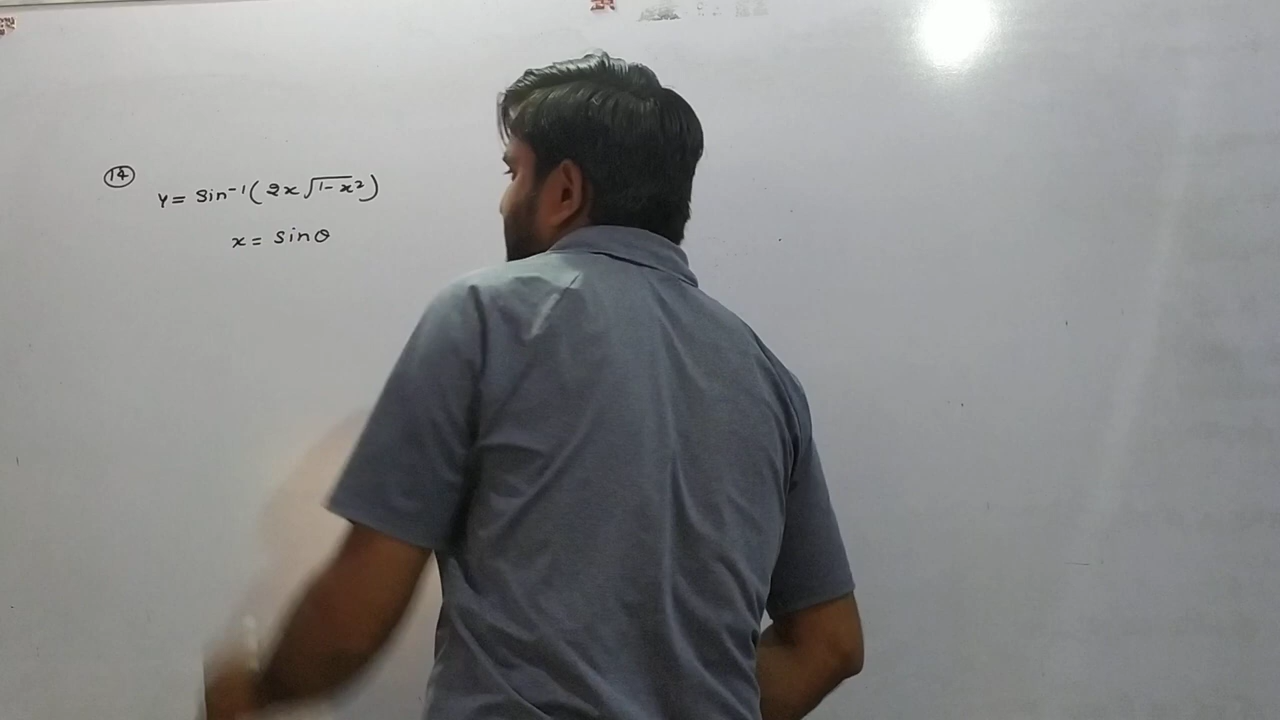 (14)
y = sin⁻¹(2x√(1-x²))
x = sinθ